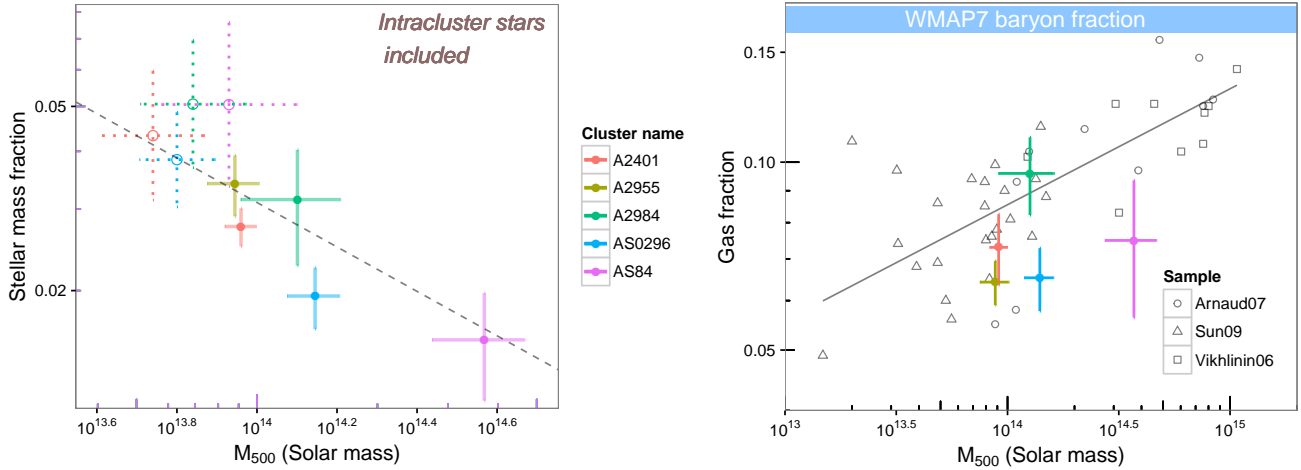 Intracluster stars
included
Stellar mass fraction
0.05
0.02
10^13.6
10^13.8
10^14
10^14.2
10^14.4
10^14.6
M500 (Solar mass)
Cluster name
A2401
A2955
A2984
AS0296
AS84
WMAP7 baryon fraction
Gas fraction
0.15
0.10
0.05
10^13
10^13.5
10^14
10^14.5
10^15
M500 (Solar mass)
Sample
Arnaud07
Sun09
Vikhlinin06